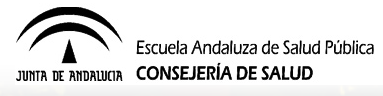 Escuela Andaluza de Salud Pública
JUNTA DE ANDALUCIA CONSEJERÍA DE SALUD